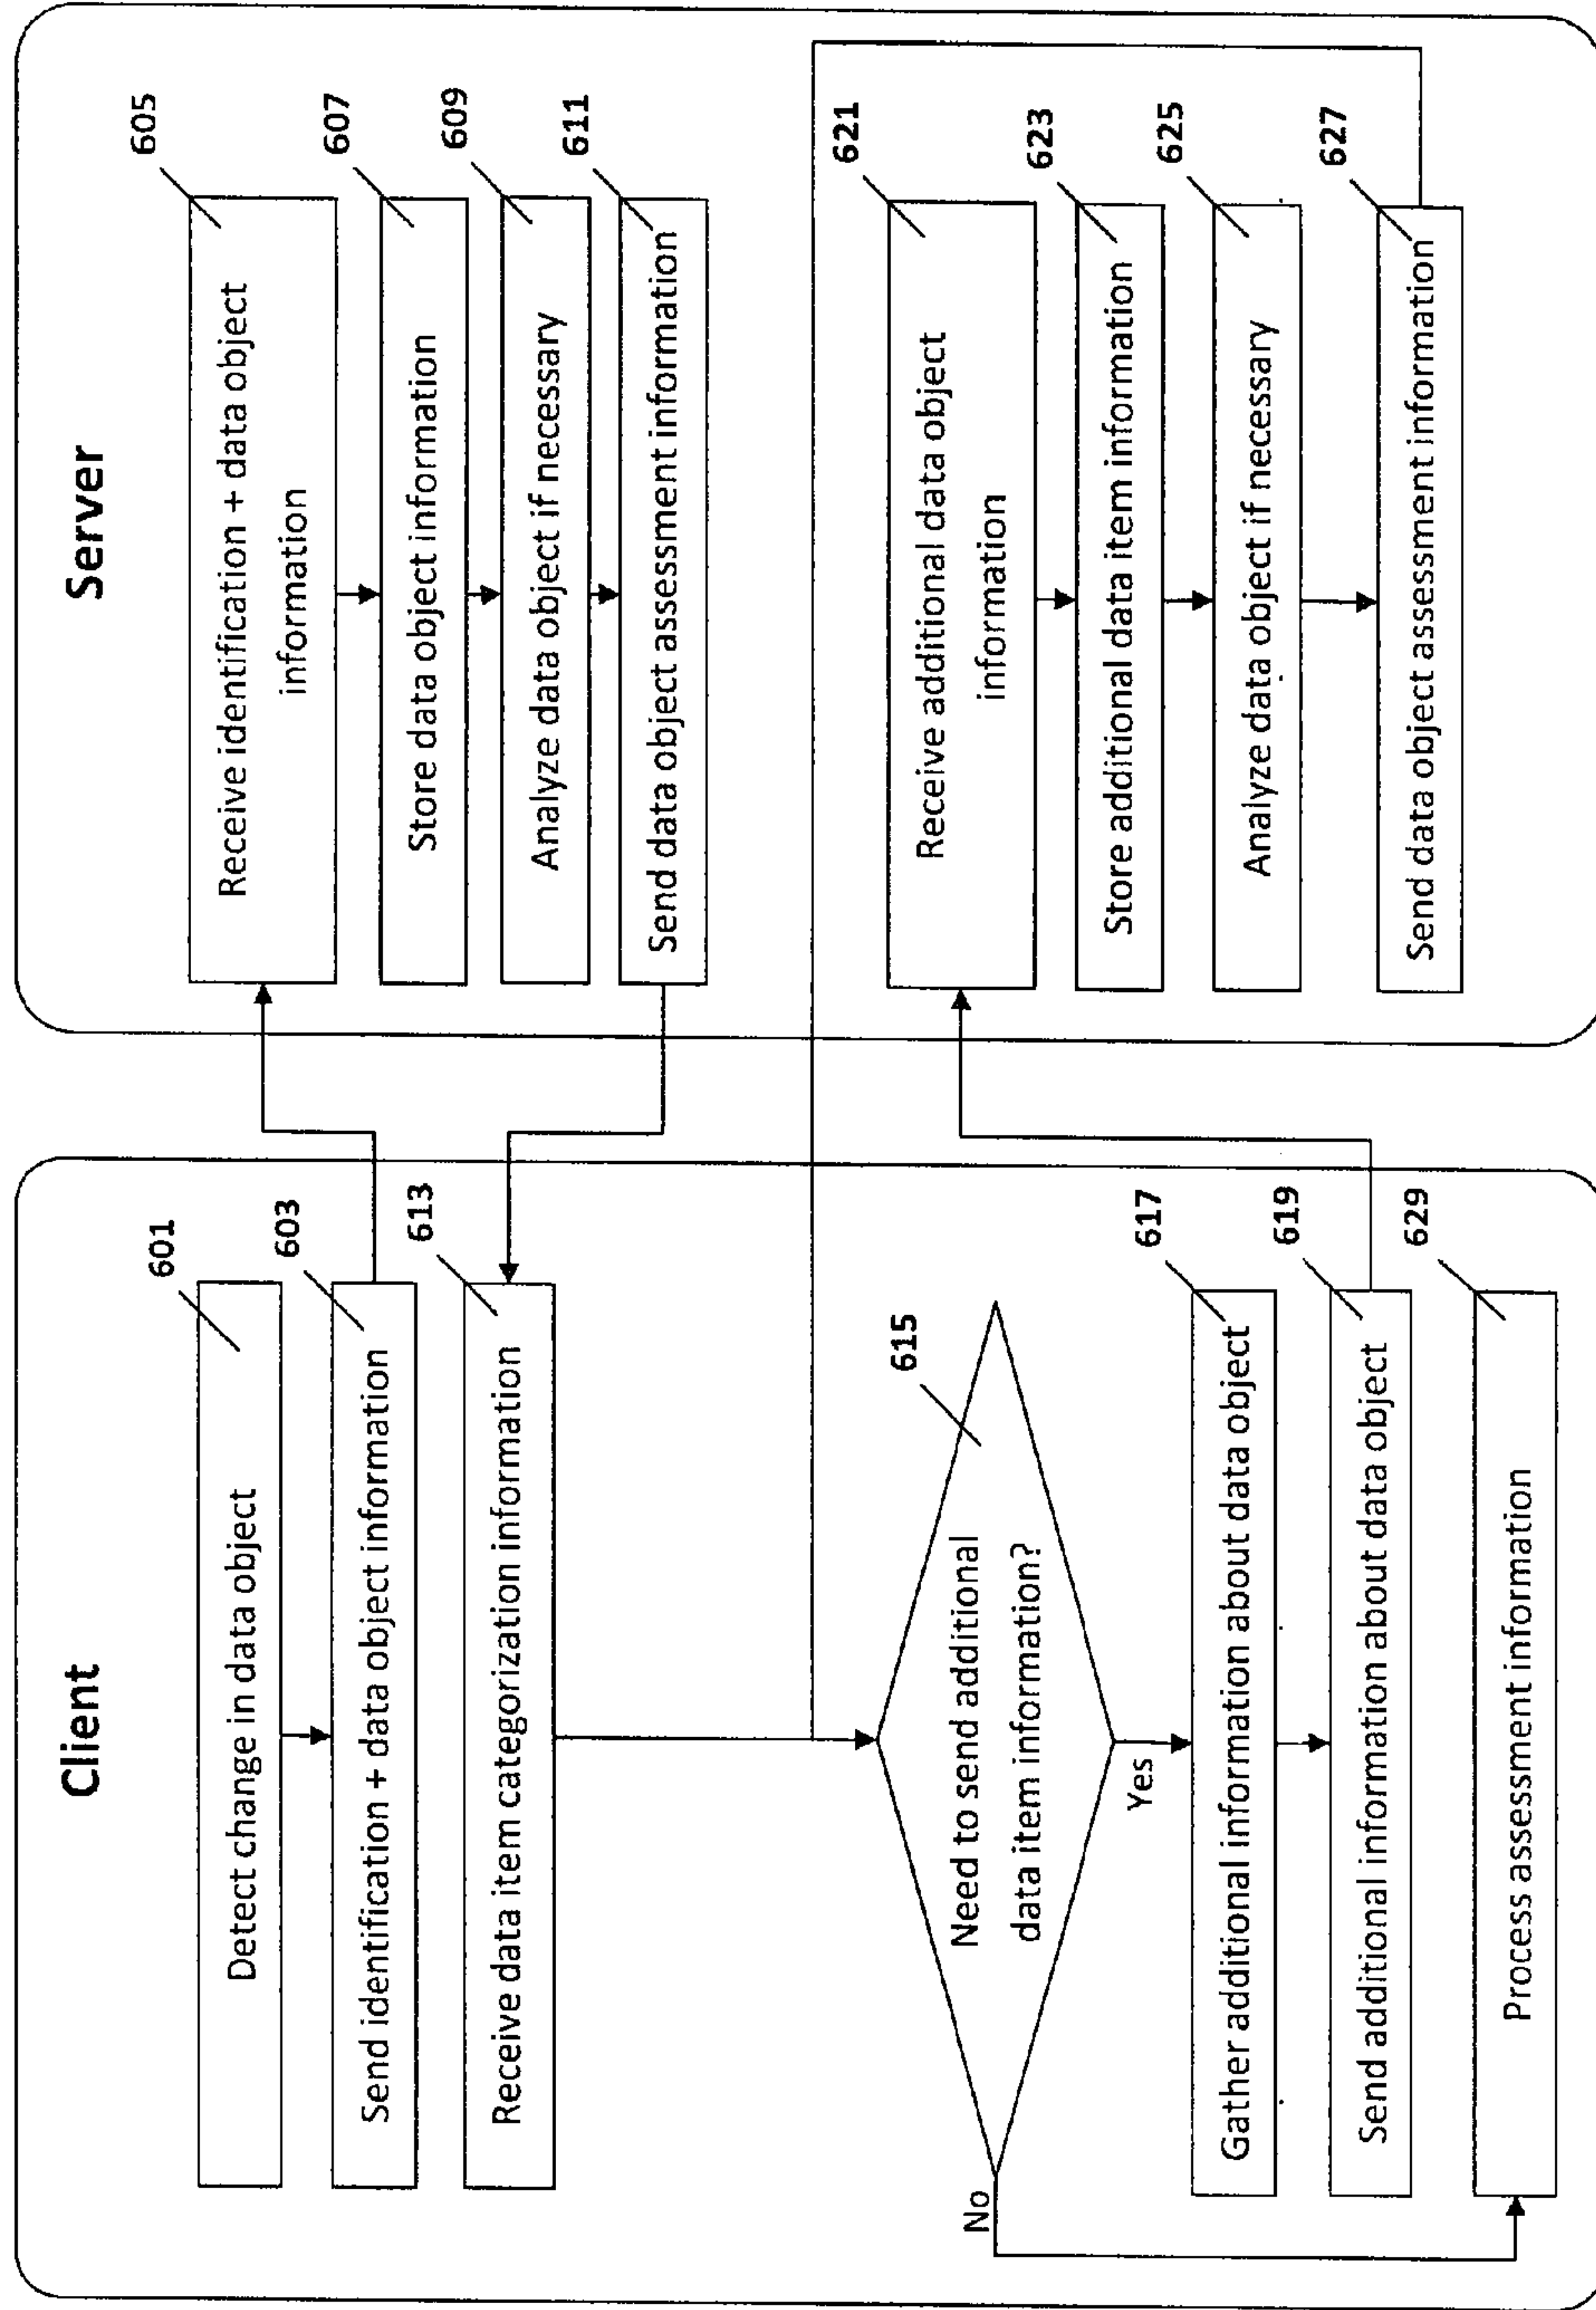 Client
601
Detect change in data object
603
Send identification + data object information
613
Receive data item categorization information
615
Need to send additional
data item information?
Yes
No
617
Gather additional information about data object
619
Send additional information about data object
629
Process assessment information
Server
605
Receive identification + data object
information
607
Store data object information
609
Analyze data object if necessary
611
Send data object assessment information
621
Receive additional data object
information
623
Store additional data item information
625
Analyze data object if necessary
627
Send data object assessment information